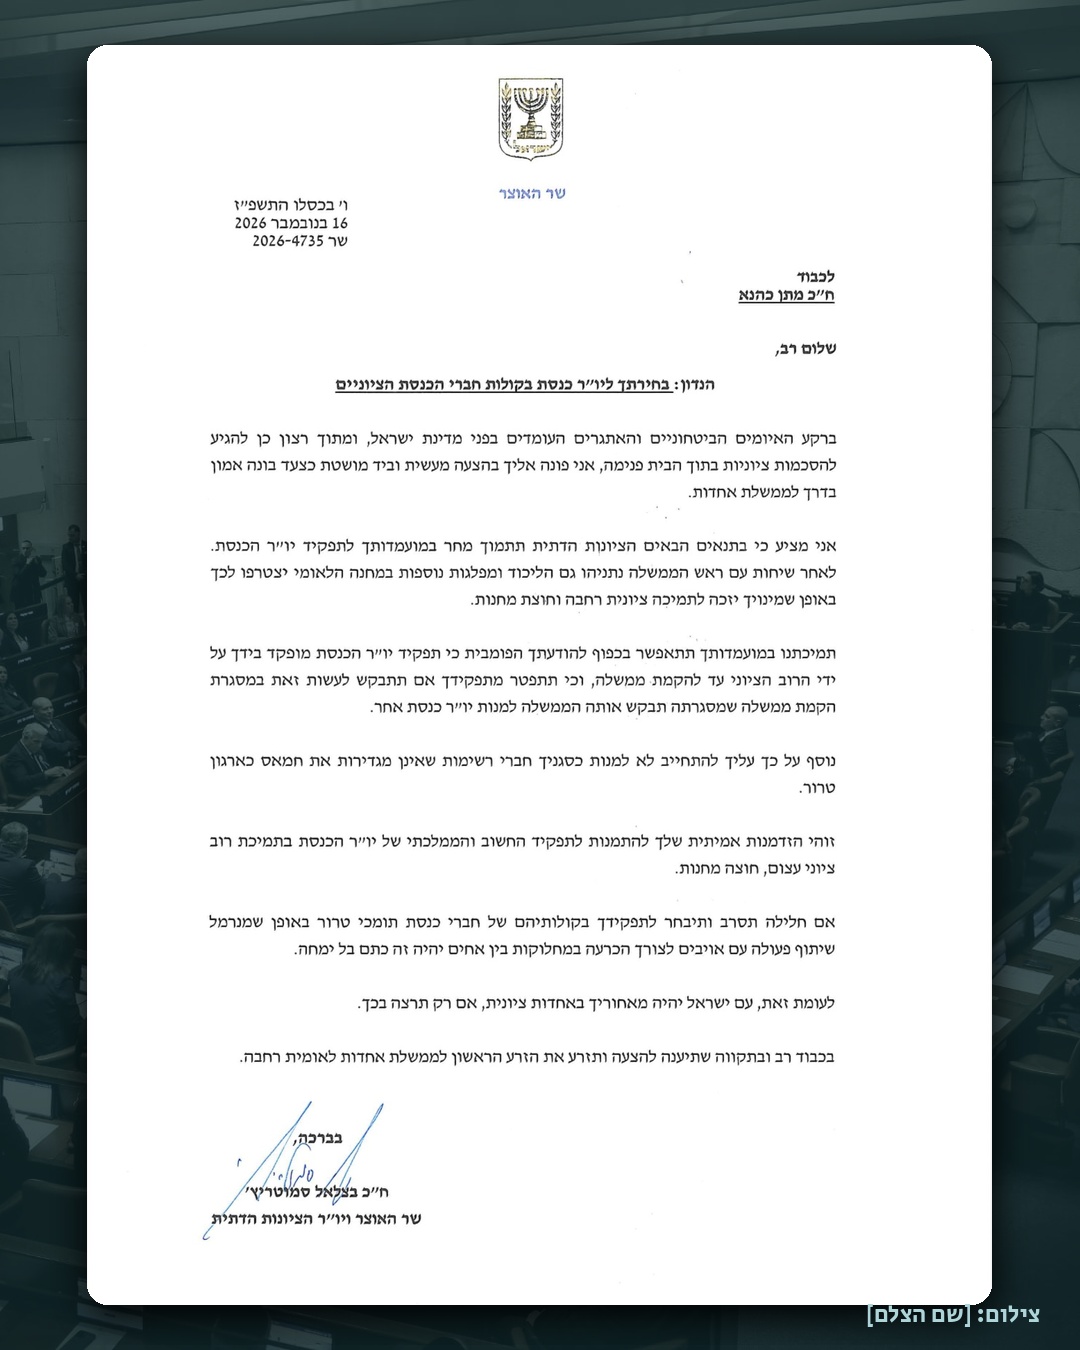 שר האוצר
ו' בכסלו התשפ"ז
16 בנובמבר 2026
שר 2026-4735
לכבוד
ח"כ מתן כהנא
שלום רב,
הנדון: בחירתך ליו"ר כנסת בקולות חברי הכנסת הציוניים
ברקע האיומים הביטחוניים והאתגרים העומדים בפני מדינת ישראל, ומתוך רצון כן להגיע
להסכמות ציוניות בתוך הבית פנימה, אני פונה אליך בהצעה מעשית וביד מושטת כצעד בונה אמון
בדרך לממשלת אחדות.
אני מציע כי בתנאים הבאים הציונות הדתית תתמוך מחר במועמדותך לתפקיד יו"ר הכנסת.
לאחר שיחות עם ראש הממשלה נתניהו גם הליכוד ומפלגות נוספות במחנה הלאומי יצטרפו לכך
באופן שמינויך יזכה לתמיכה ציונית רחבה וחוצת מחנות.
תמיכתנו במועמדותך תתאפשר בכפוף להודעתך הפומבית כי תפקיד יו"ר הכנסת מופקד בידך על
ידי הרוב הציוני עד להקמת ממשלה, וכי תתפטר מתפקידך אם תתבקש לעשות זאת במסגרת
הקמת ממשלה שמסגרתה תבקש אותה הממשלה למנות יו"ר כנסת אחר.
נוסף על כך עליך להתחייב לא למנות כסגניך חברי רשימות שאינן מגדירות את חמאס כארגון
טרור.
זוהי הזדמנות אמיתית שלך להתמנות לתפקיד החשוב והממלכתי של יו"ר הכנסת בתמיכת רוב
ציוני עצום, חוצה מחנות.
אם חלילה תסרב ותיבחר לתפקידך בקולותיהם של חברי כנסת תומכי טרור באופן שמנרמל
שיתוף פעולה עם אויבים לצורך הכרעה במחלוקות בין אחים יהיה זה כתם בל ימחה.
לעומת זאת, עם ישראל יהיה מאחוריך באחדות ציונית, אם רק תרצה בכך.
בכבוד רב ובתקווה שתיענה להצעה ותזרע את הזרע הראשון לממשלת אחדות לאומית רחבה.
בברכה,
ח"כ בצלאל סמוטריץ'
שר האוצר ויו"ר הציונות הדתית
צילום: [שם הצלם]